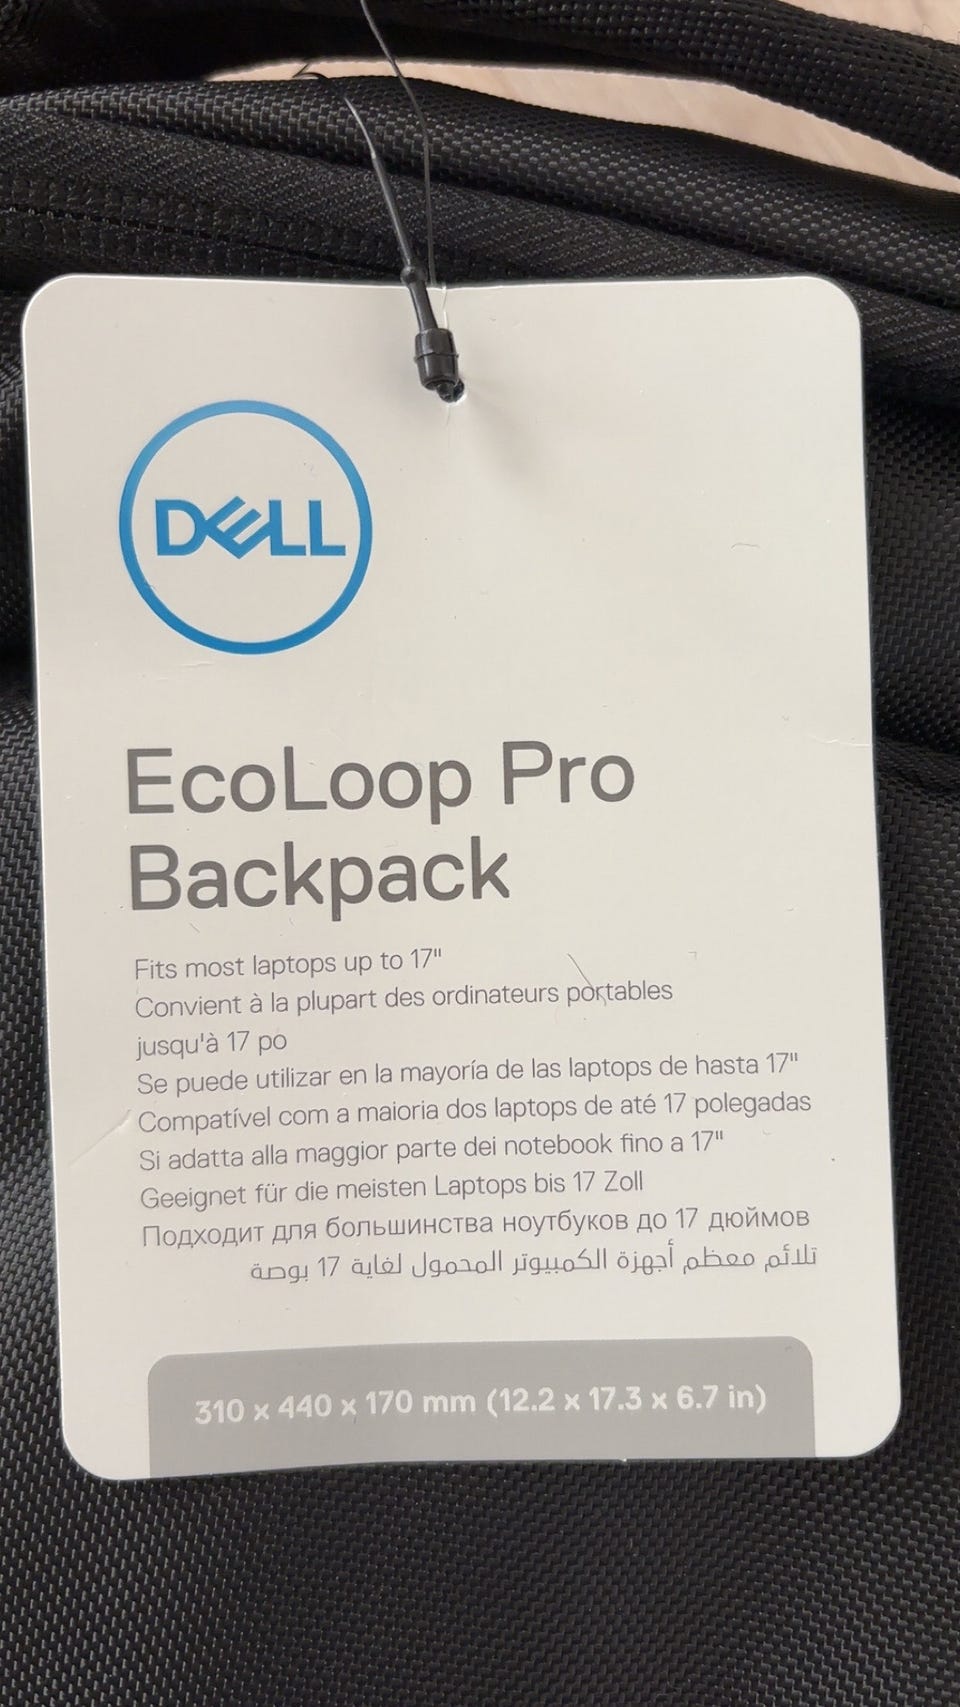 DELL
EcoLoop Pro
Backpack
Fits most laptops up to 17"
Convient à la plupart des ordinateurs portables
jusqu'à 17 po
Se puede utilizar en la mayoría de las laptops de hasta 17"
Compatível com a maioria dos laptops de até 17 polegadas
Si adatta alla maggior parte dei notebook fino a 17"
Geeignet für die meisten Laptops bis 17 Zoll
Подходит для большинства ноутбуков до 17 дюймов
تلائم معظم أجهزة الكمبيوتر المحمول لغاية 17 بوصة
310 x 440 x 170 mm (12.2 x 17.3 x 6.7 in)